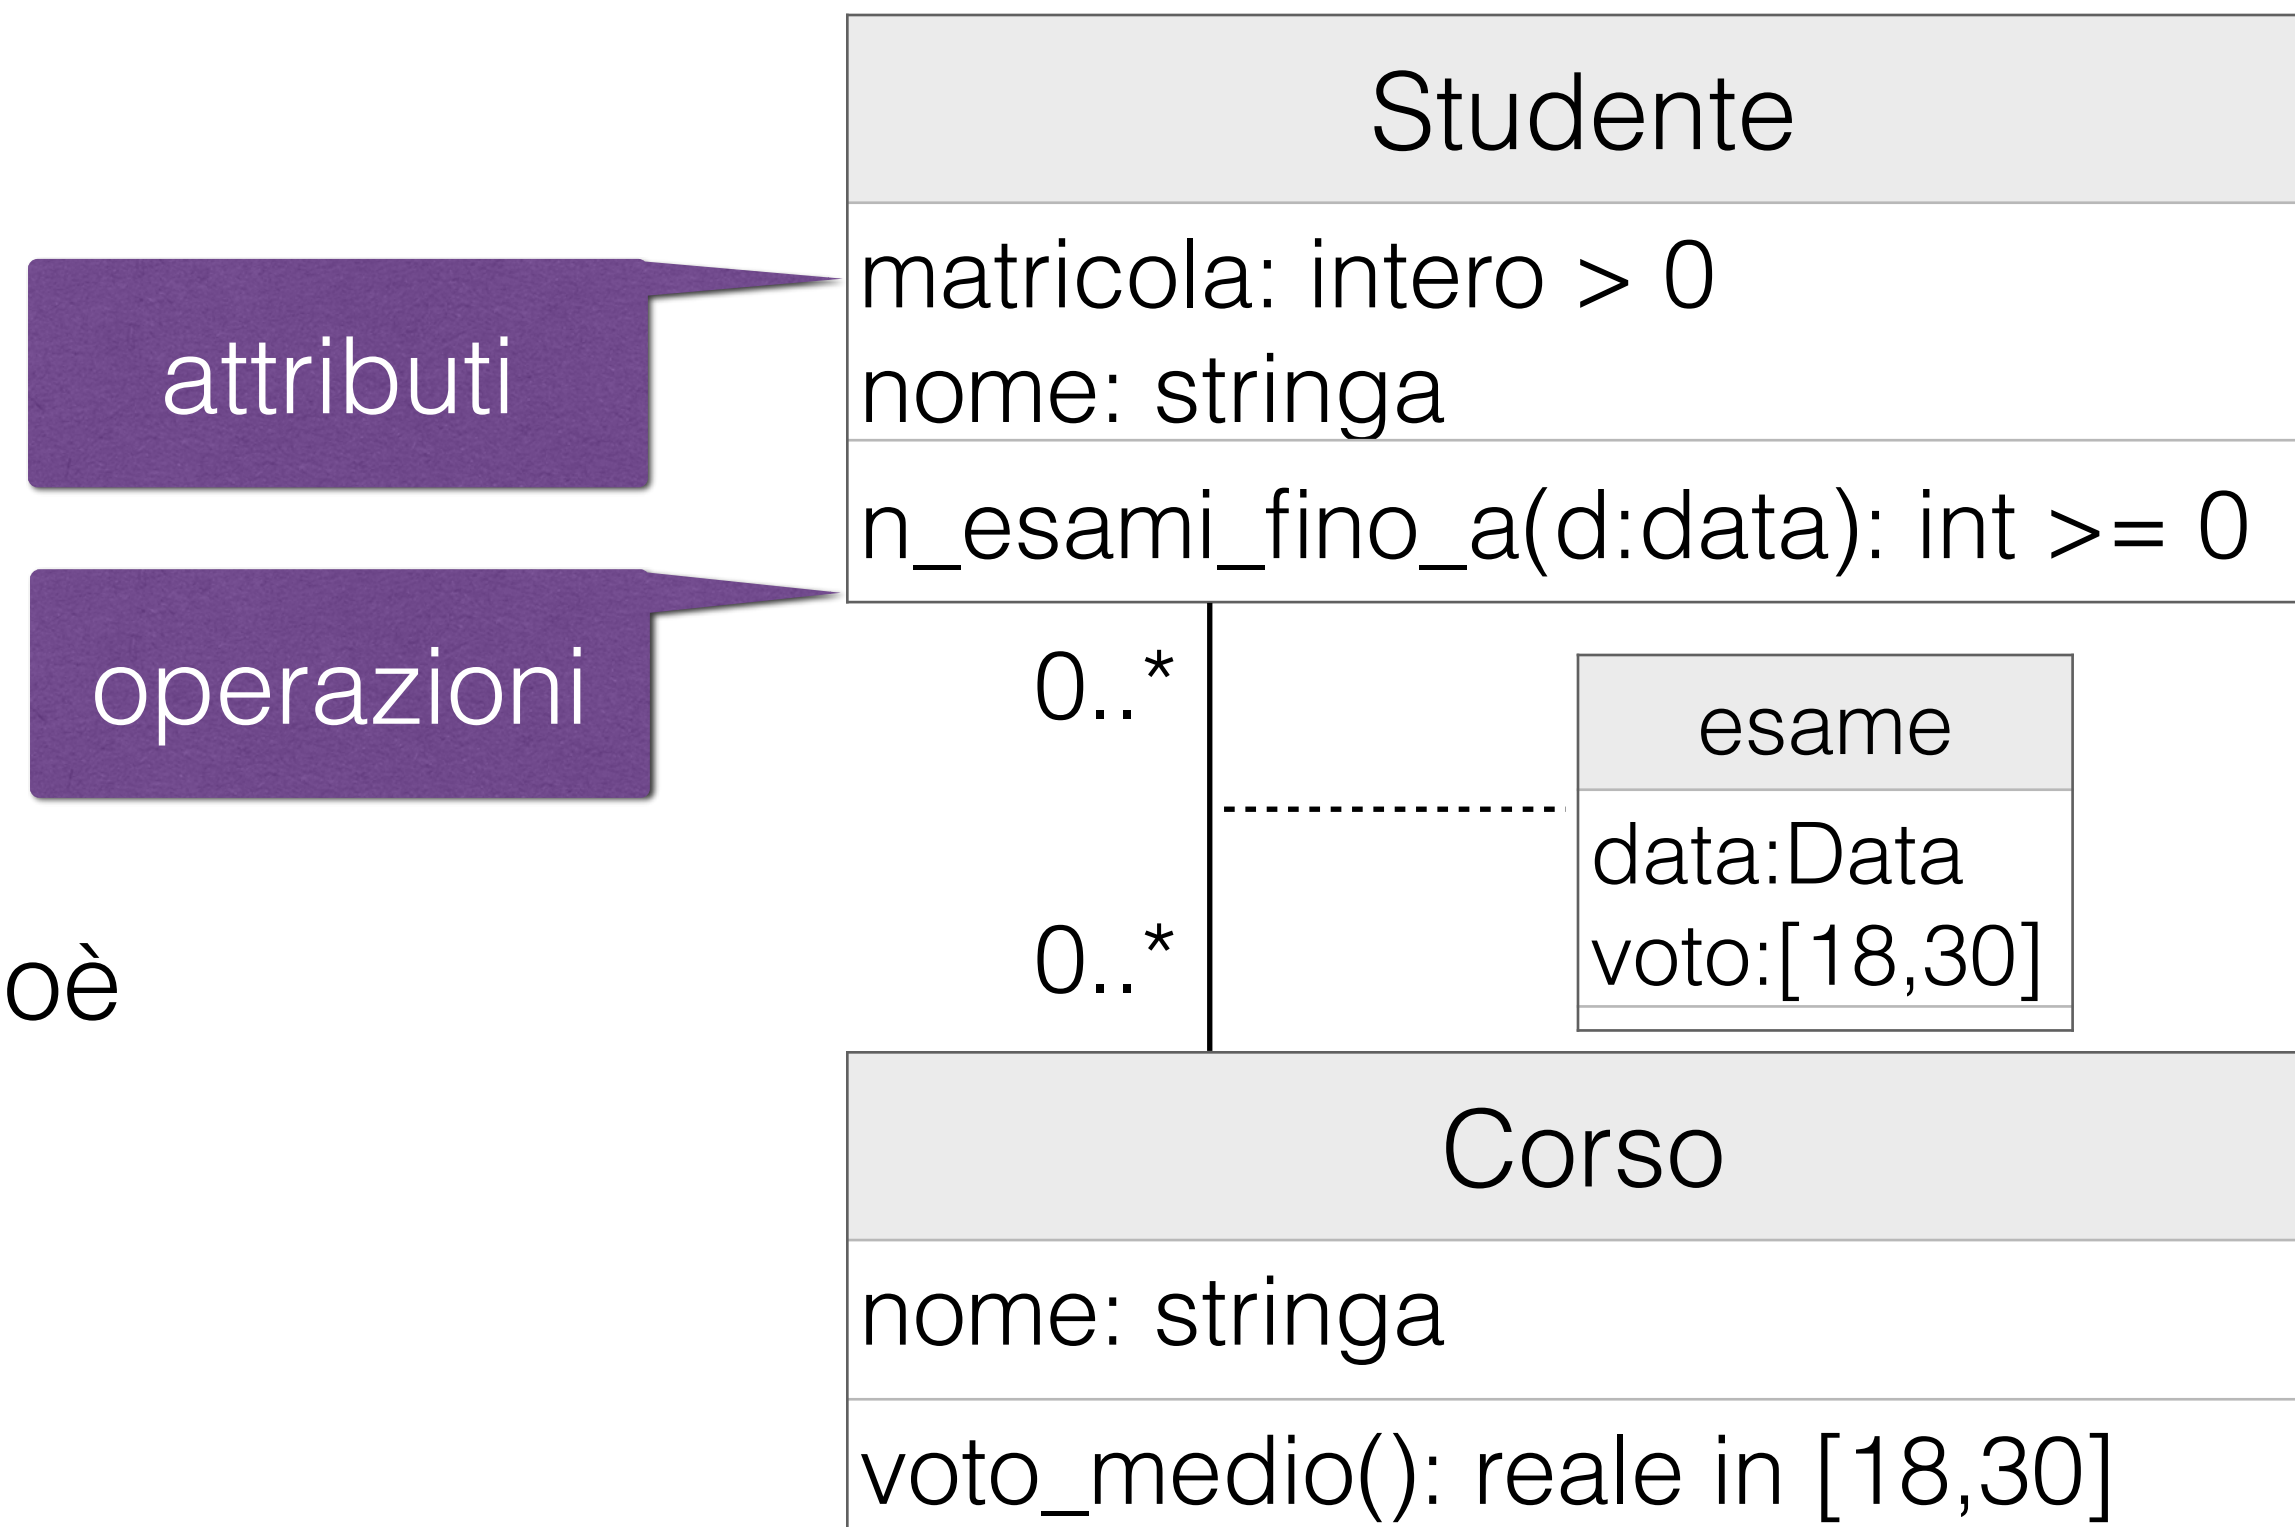 Studente
matricola: intero > 0
nome: stringa
attributi
n_esami_fino_a(d:data): int >= 0
operazioni
0..*
esame
data:Data
voto:[18,30]
0..*
oè
Corso
nome: stringa
voto_medio(): reale in [18,30]